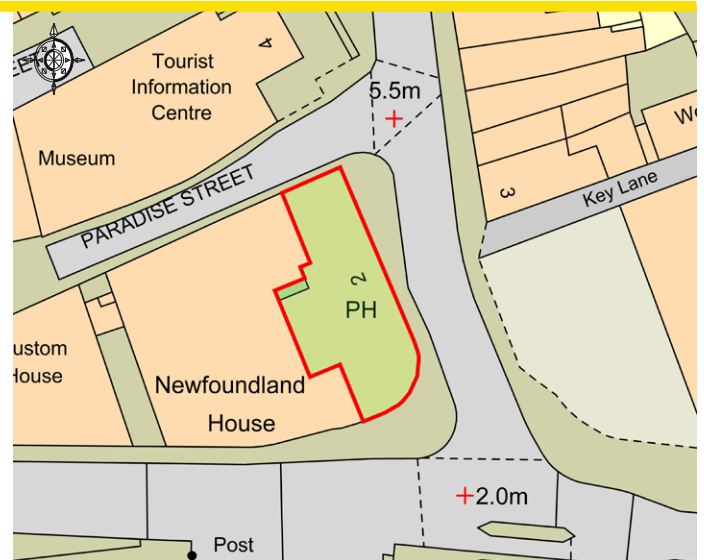 4
Tourist
Information
Centre
5.5m
Museum
PARADISE STREET
3
Key Lane
2
PH
ustom
House
Newfoundland
House
2.0m
Post